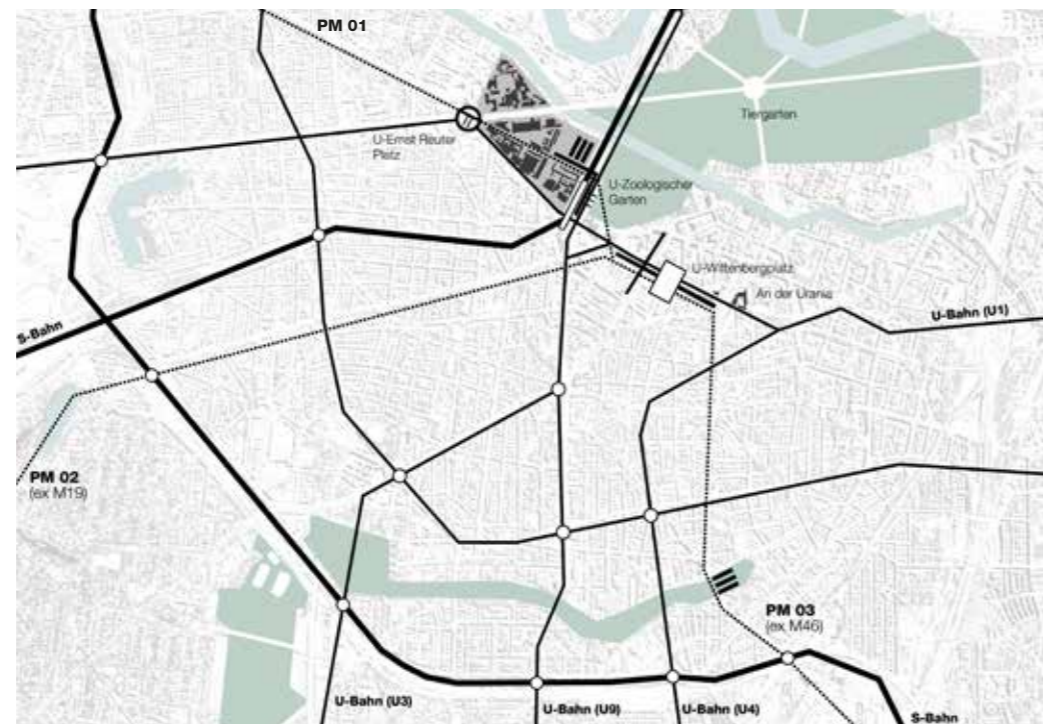 PM 01
Tiergarten
U-Ernst Reuter
Platz
U-Zoologischer
Garten
U-Wittenbergplatz
An der Urania
U-Bahn (U1)
S-Bahn
PM 02
(ex M19)
PM 03
(ex M46)
U-Bahn (U3)
U-Bahn (U9)
U-Bahn (U4)
S-Bahn